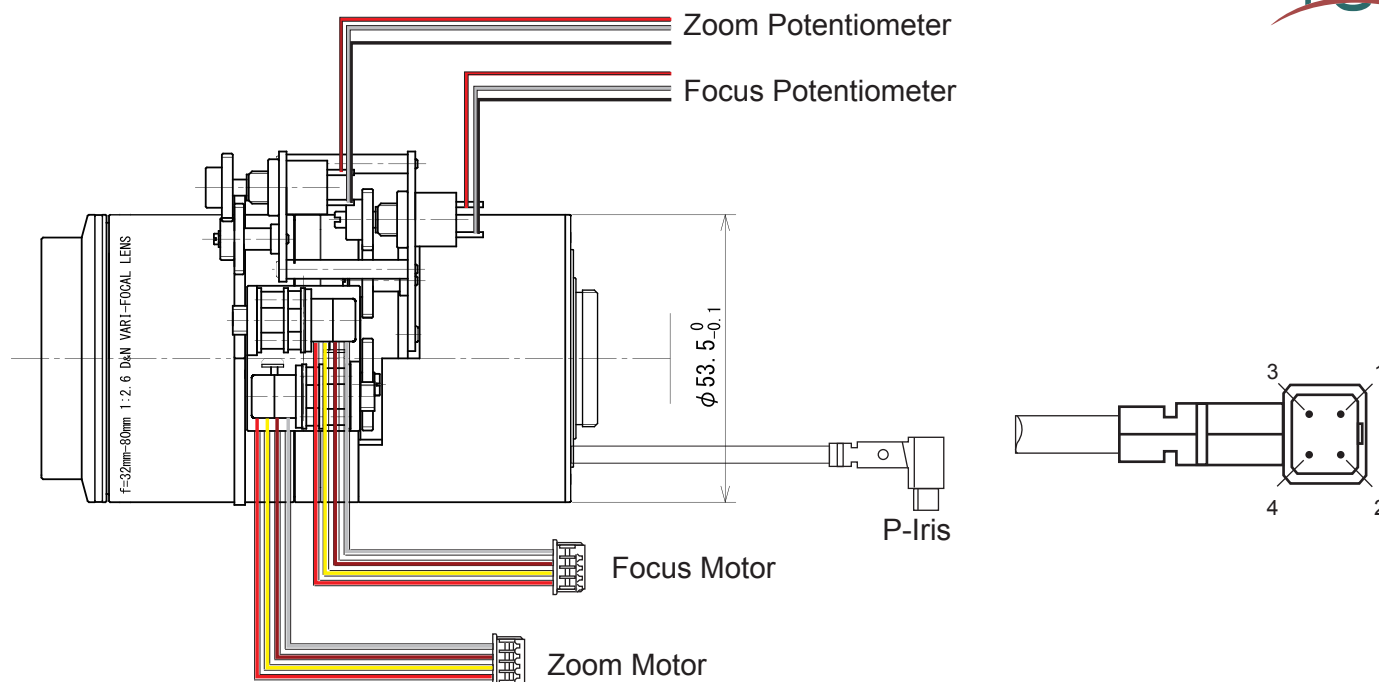 Zoom Potentiometer
Focus Potentiometer
f=32mm-80mm 1:2.6 D&N VARI-FOCAL LENS
φ53.5 0 -0.1
3
1
4
2
P-Iris
Focus Motor
Zoom Motor